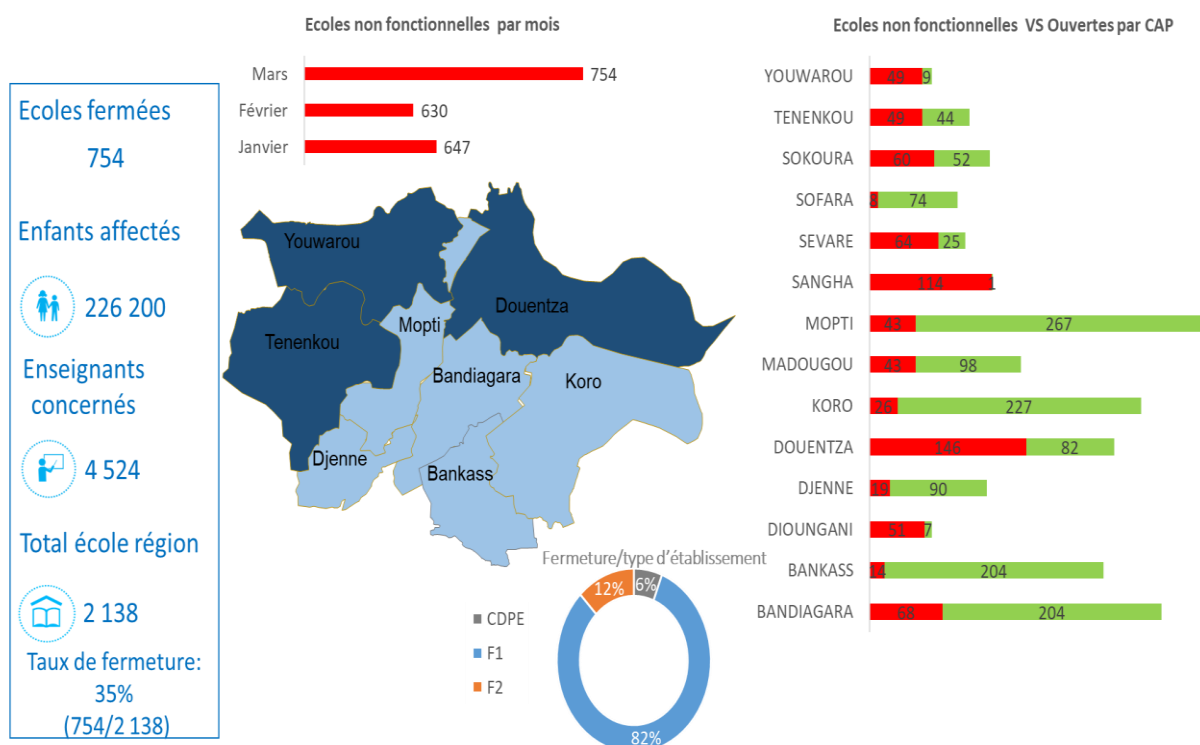 Ecoles non fonctionnelles par mois
Mars 754
Février 630
Janvier 647
Ecoles fermées
754
Enfants affectés
226 200
Enseignants
concernés
4 524
Total école région
2 138
Taux de fermeture:
35%
(754/2 138)
Youwarou
Douentza
Tenenkou
Mopti
Bandiagara
Koro
Djenne
Bankass
Fermeture/type d'établissement
CDPE
F1
F2
12%
6%
82%
Ecoles non fonctionnelles VS Ouvertes par CAP
YOUWAROU 49 9
TENENKOU 49 44
SOKOURA 60 52
SOFARA 8 74
SEVARE 64 25
SANGHA 114 1
MOPTI 43 267
MADOUGOU 43 98
KORO 26 227
DOUENTZA 146 82
DJENNE 19 90
DIOUNGANI 51 7
BANKASS 14 204
BANDIAGARA 68 204